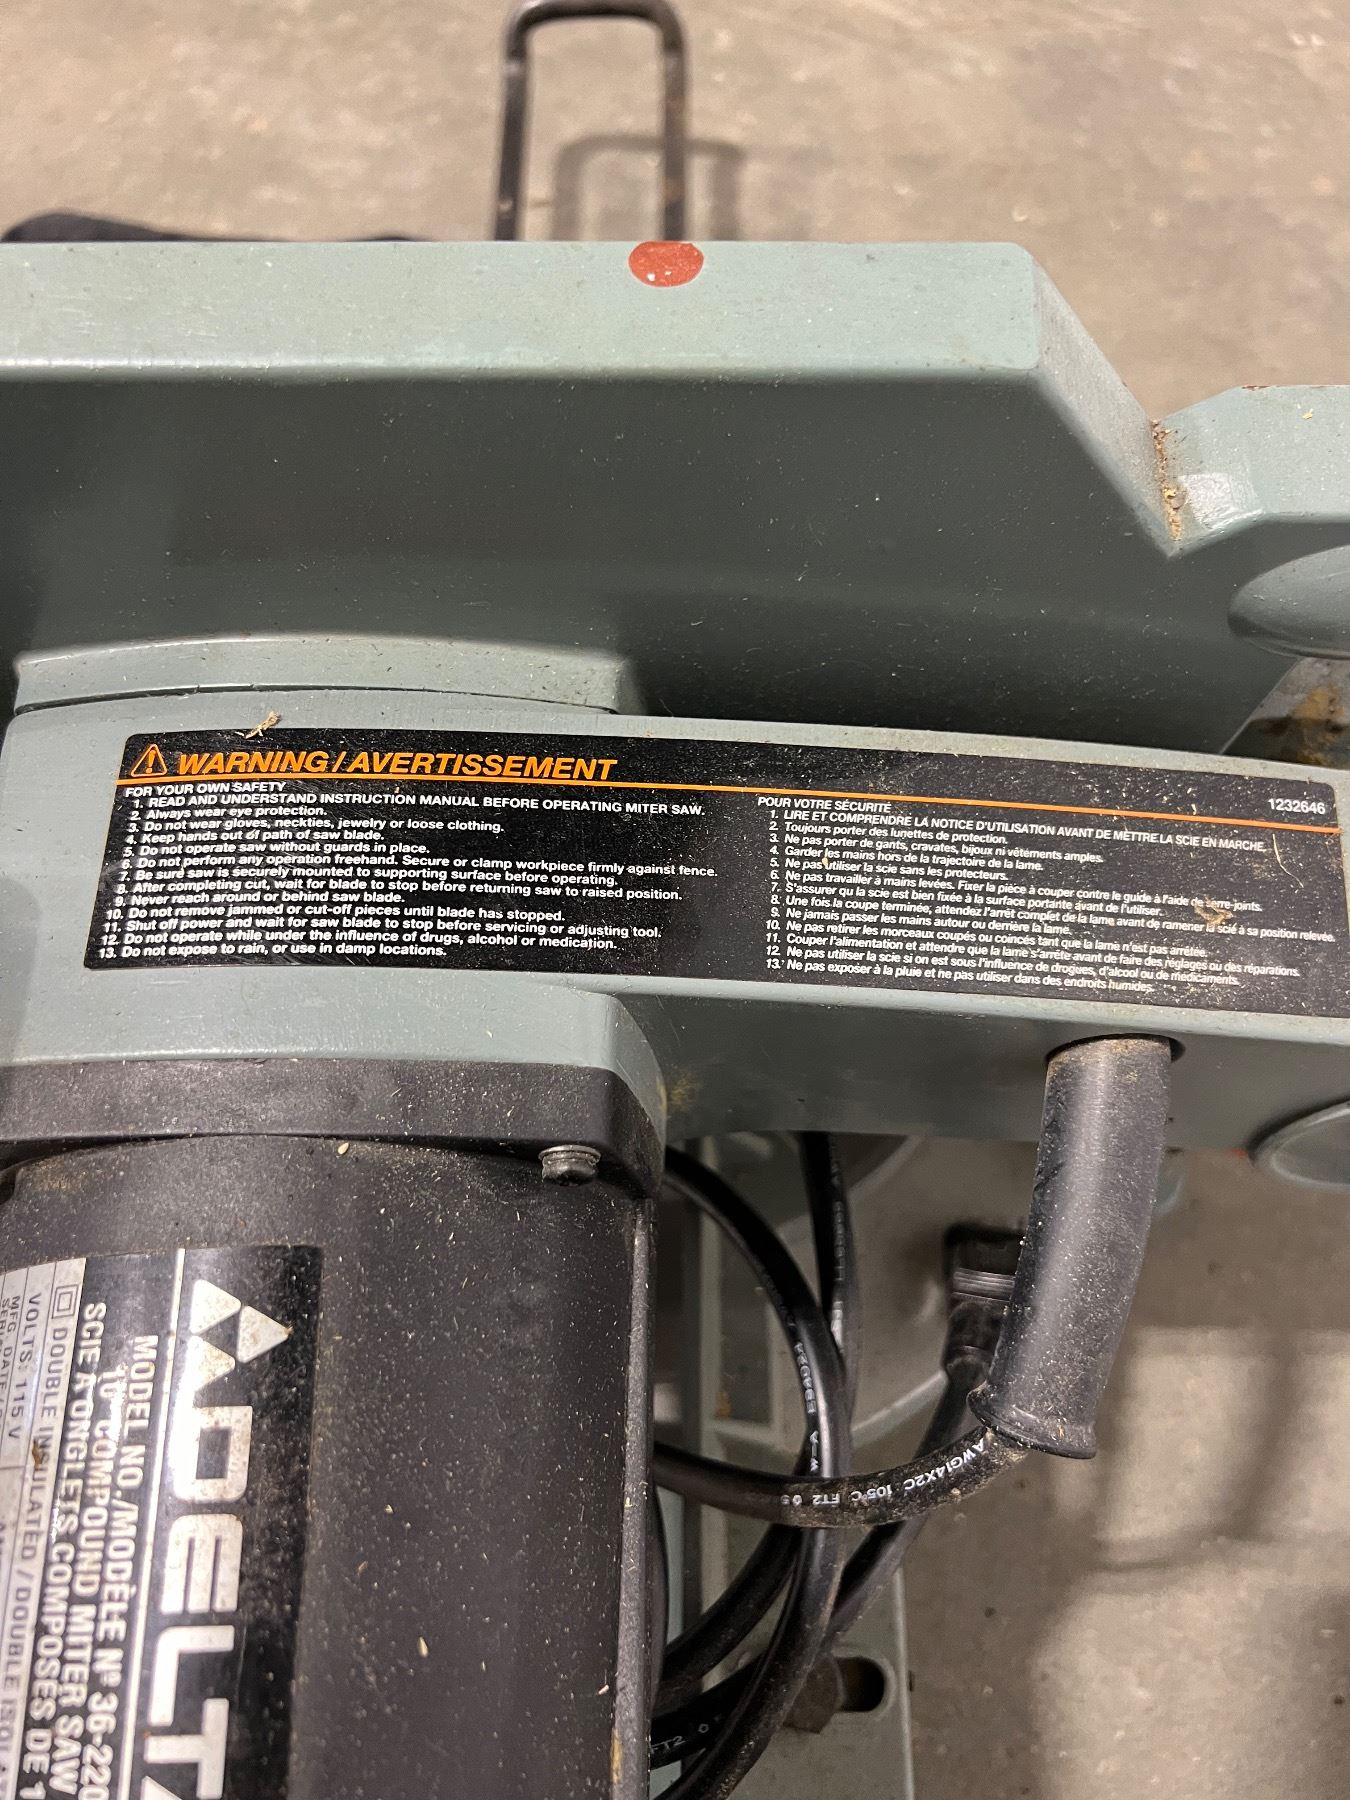 WARNING / AVERTISSEMENT
FOR YOUR OWN SAFETY
1. READ AND UNDERSTAND INSTRUCTION MANUAL BEFORE OPERATING MITER SAW.
2. Always wear eye protection.
3. Do not wear gloves, neckties, jewelry or loose clothing.
4. Keep hands out of path of saw blade.
5. Do not operate saw without guards in place.
6. Do not perform any operation freehand. Secure or clamp workpiece firmly against fence.
7. Be sure saw is securely mounted to supporting surface before operating.
8. After completing cut, wait for blade to stop before returning saw to raised position.
9. Never reach around or behind saw blade.
10. Do not remove jammed or cut-off pieces until blade has stopped.
11. Shut off power and wait for saw blade to stop before servicing or adjusting tool.
12. Do not operate while under the influence of drugs, alcohol or medication.
13. Do not expose to rain, or use in damp locations.
1232646
POUR VOTRE SÉCURITÉ
1. LIRE ET COMPRENDRE LA NOTICE D'UTILISATION AVANT DE METTRE LA SCIE EN MARCHE.
2. Toujours porter des lunettes de protection.
3. Ne pas porter de gants, cravates, bijoux ni vêtements amples.
4. Garder les mains hors de la trajectoire de la lame.
5. Ne pas utiliser la scie sans les protecteurs.
6. Ne pas travailler à mains levées. Fixer la pièce à couper contre le guide à l'aide de serre-joints.
7. S'assurer qu la scie est bien fixée à la surface portante avant de l'utiliser.
8. Une fois la coupe terminée, attendez l'arrêt complet de la lame avant de ramener la scie à sa position relevée.
9. Ne jamais passer les mains autour ou derrière la lame.
10. Ne pas retirer les morceaux coupés ou coincés tant que la lame n'est pas arrêtée.
11. Couper l'alimentation et attendre que la lame s'arrête avant de faire des réglages ou des réparations.
12. Ne pas utiliser la scie si on est sous l'influence de drogues, d'alcool ou de médicaments.
13. Ne pas exposer à la pluie et ne pas utiliser dans des endroits humides.
DELTA
MODEL NO./MODÈLE Nº 36-220
10" COMPOUND MITER SAW
SCIE À ONGLETS COMPOSÉS DE
DOUBLE INSULATED / DOUBLE
VOLTS: 115 V
MFG. DATE
AWG14X2C 105°C FT2
FT2